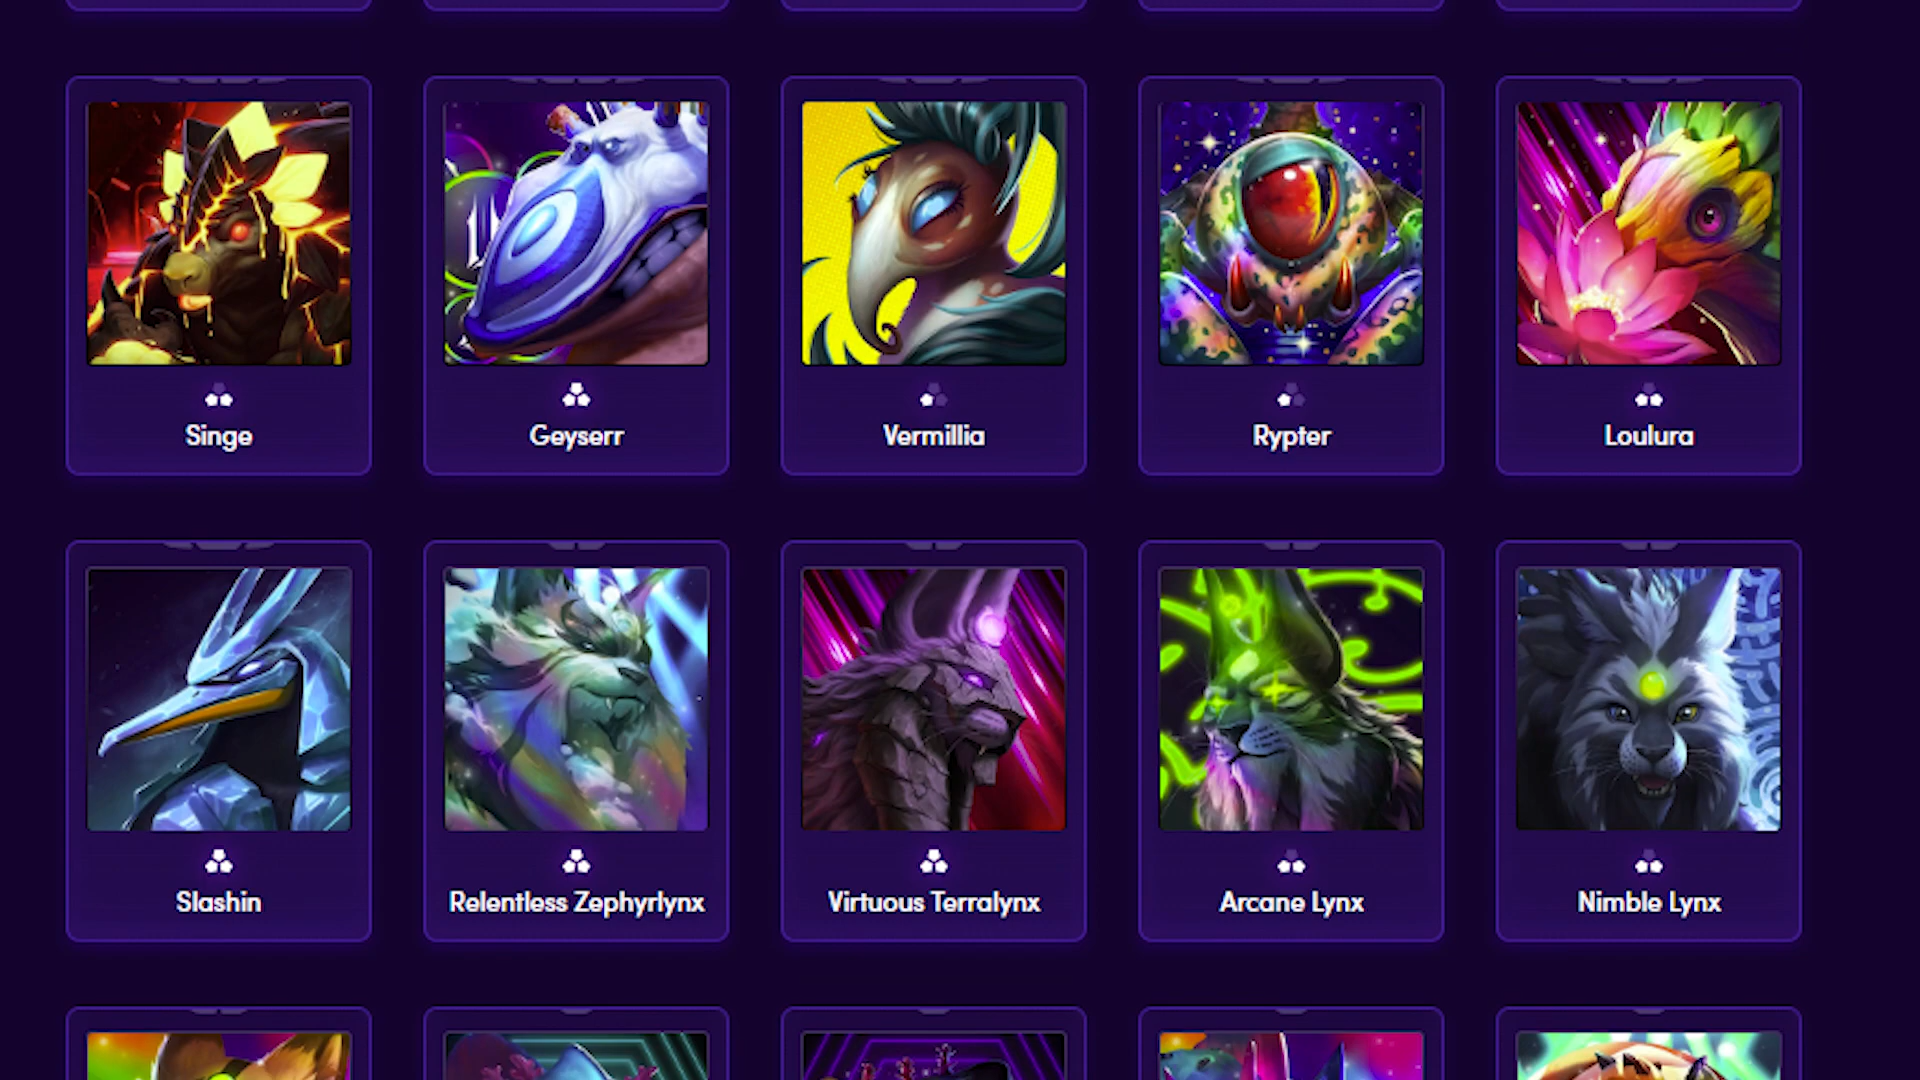 Singe
Geyserr
Vermillia
Rypter
Loulura
Slashin
Relentless Zephyrlynx
Virtuous Terralynx
Arcane Lynx
Nimble Lynx